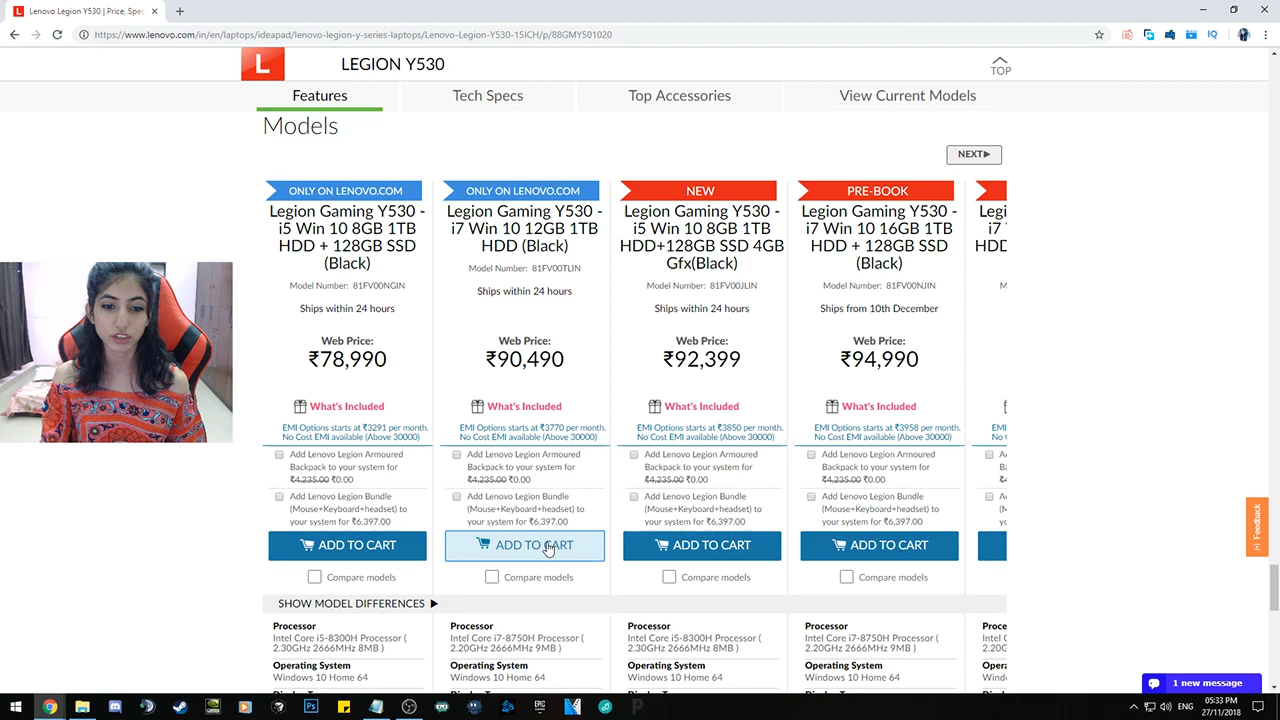 Lenovo Legion Y530 | Price, Spec
https://www.lenovo.com/in/en/laptops/ideapad/lenovo-legion-y-series-laptops/Lenovo-Legion-Y530-15ICH/p/88GMY501020
IQ
L
LEGION Y530
TOP
Features
Tech Specs
Top Accessories
View Current Models
Models
NEXT▶
ONLY ON LENOVO.COM
Legion Gaming Y530 -
i5 Win 10 8GB 1TB
HDD + 128GB SSD
(Black)
Model Number: 81FV00NGIN
Ships within 24 hours
Web Price:
₹78,990
What's Included
EMI Options starts at ₹3291 per month.
No Cost EMI available (Above 30000)
Add Lenovo Legion Armoured
Backpack to your system for
₹4,235.00 ₹0.00
Add Lenovo Legion Bundle
(Mouse+Keyboard+headset) to
your system for ₹6,397.00
ADD TO CART
Compare models
ONLY ON LENOVO.COM
Legion Gaming Y530 -
i7 Win 10 12GB 1TB
HDD (Black)
Model Number: 81FV00TLIN
Ships within 24 hours
Web Price:
₹90,490
What's Included
EMI Options starts at ₹3770 per month.
No Cost EMI available (Above 30000)
Add Lenovo Legion Armoured
Backpack to your system for
₹4,235.00 ₹0.00
Add Lenovo Legion Bundle
(Mouse+Keyboard+headset) to
your system for ₹6,397.00
ADD TO CART
Compare models
NEW
Legion Gaming Y530 -
i5 Win 10 8GB 1TB
HDD+128GB SSD 4GB
Gfx(Black)
Model Number: 81FV00JLIN
Ships within 24 hours
Web Price:
₹92,399
What's Included
EMI Options starts at ₹3850 per month.
No Cost EMI available (Above 30000)
Add Lenovo Legion Armoured
Backpack to your system for
₹4,235.00 ₹0.00
Add Lenovo Legion Bundle
(Mouse+Keyboard+headset) to
your system for ₹6,397.00
ADD TO CART
Compare models
PRE-BOOK
Legion Gaming Y530 -
i7 Win 10 16GB 1TB
HDD + 128GB SSD
(Black)
Model Number: 81FV00NJIN
Ships from 10th December
Web Price:
₹94,990
What's Included
EMI Options starts at ₹3958 per month.
No Cost EMI available (Above 30000)
Add Lenovo Legion Armoured
Backpack to your system for
₹4,235.00 ₹0.00
Add Lenovo Legion Bundle
(Mouse+Keyboard+headset) to
your system for ₹6,397.00
ADD TO CART
Compare models
Legi
i7
HDD
M
EMI
No
A
B
₹4
A
(M
y
Feedback
SHOW MODEL DIFFERENCES ▶
Processor
Intel Core i5-8300H Processor (
2.30GHz 2666MHz 8MB )
Operating System
Windows 10 Home 64
Processor
Intel Core i7-8750H Processor (
2.20GHz 2666MHz 9MB )
Operating System
Windows 10 Home 64
Processor
Intel Core i5-8300H Processor (
2.30GHz 2666MHz 8MB )
Operating System
Windows 10 Home 64
Processor
Intel Core i7-8750H Processor (
2.20GHz 2666MHz 9MB )
Operating System
Windows 10 Home 64
1 new message
Ps
EPIC
GAMES
ENG
05:33 PM
27/11/2018